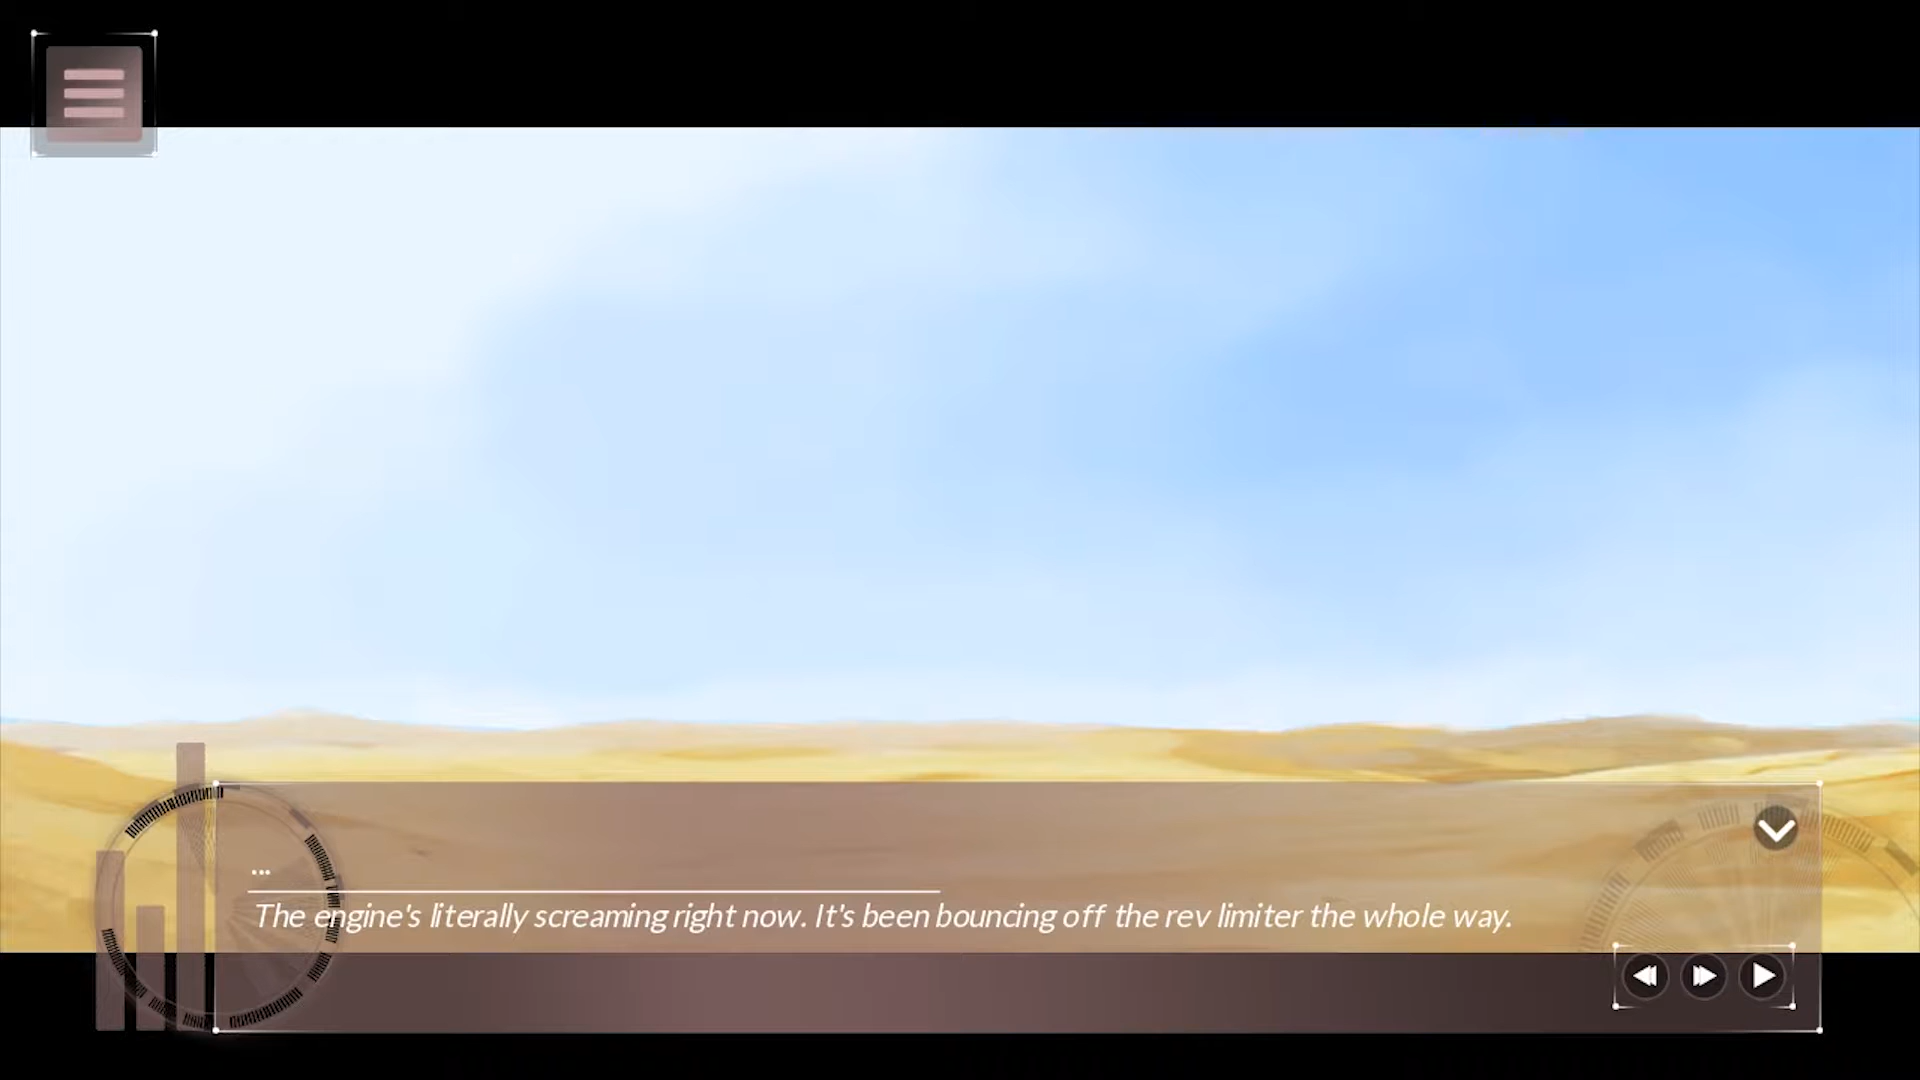 ...
The engine's literally screaming right now. It's been bouncing off the rev limiter the whole way.